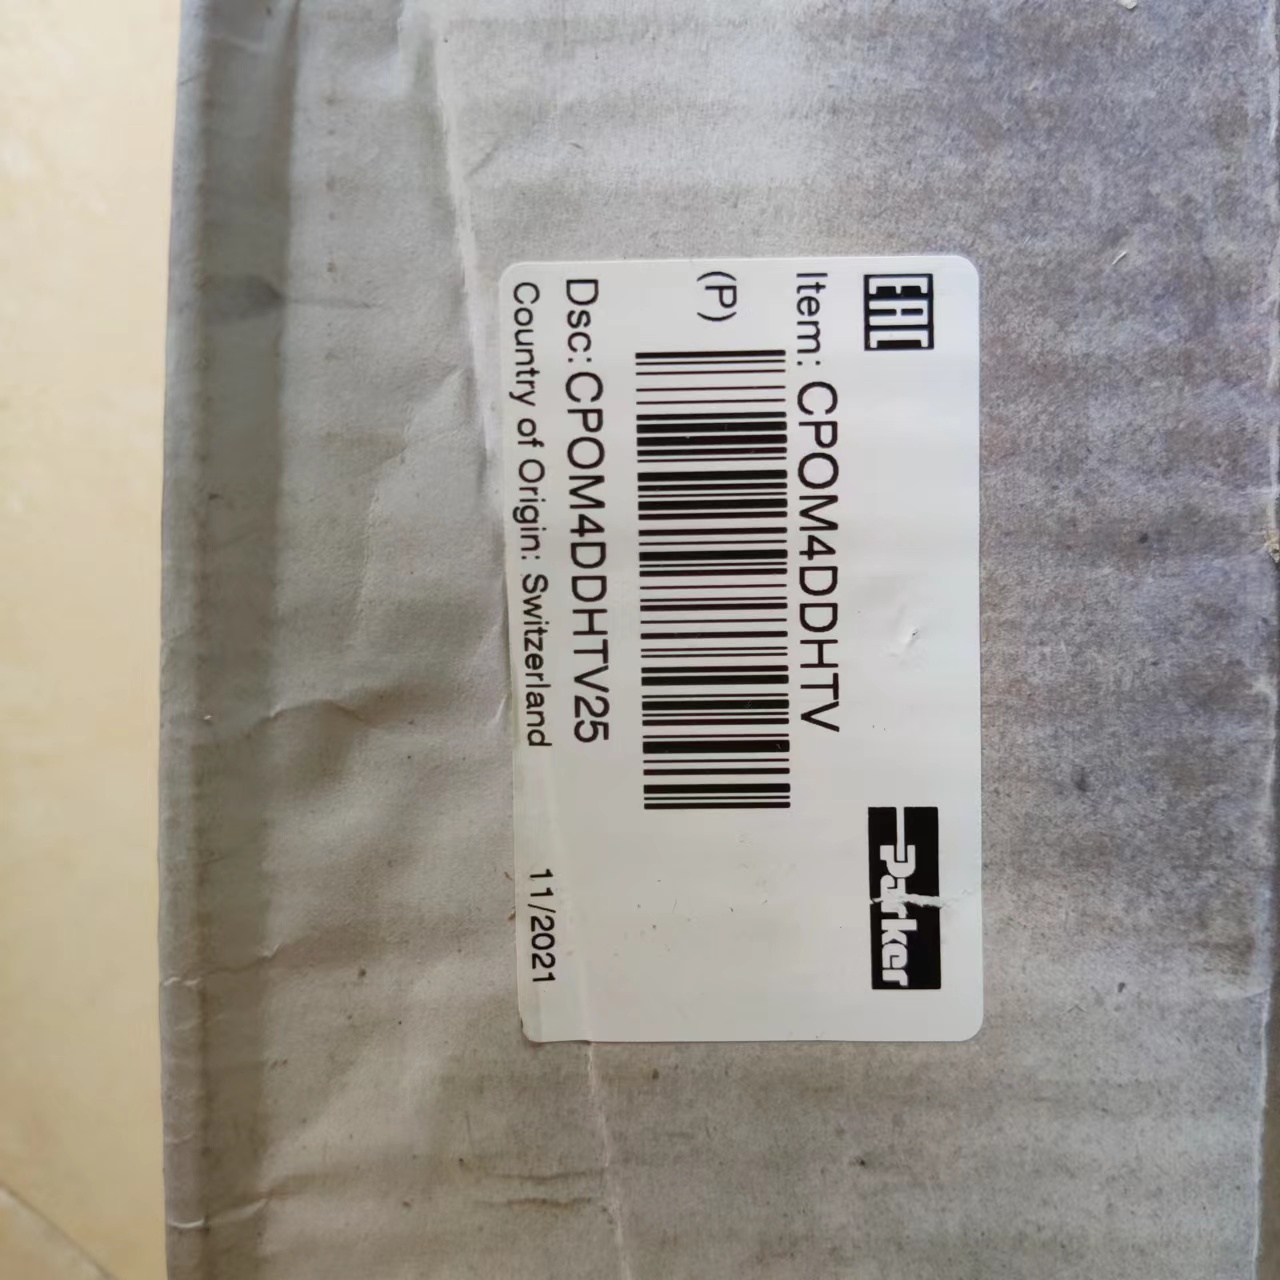 EAC
Parker
Item: CPOM4DDHTV
(P)
Dsc: CPOM4DDHTV25
Country of Origin: Switzerland 11/2021